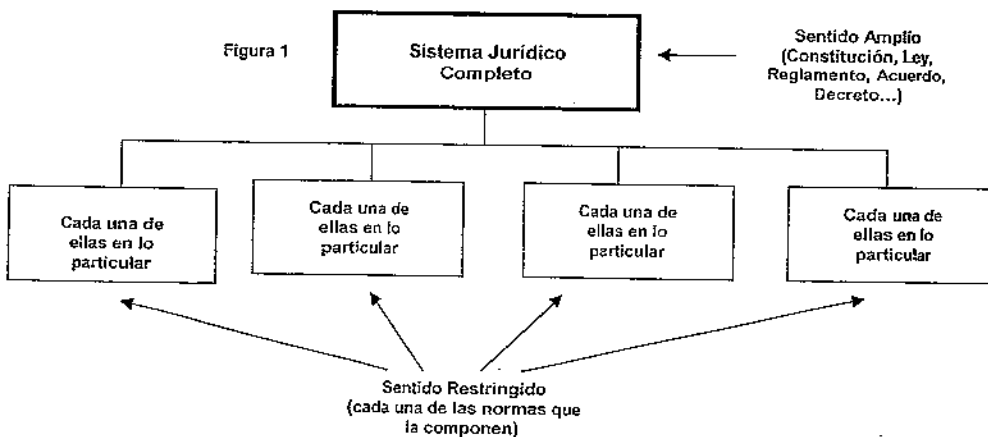 Figura 1
Sistema Jurídico
Completo
Sentido Amplio
(Constitución, Ley,
Reglamento, Acuerdo,
Decreto...)
Cada una de
ellas en lo
particular
Cada una de
ellas en lo
particular
Cada una de
ellas en lo
particular
Cada una de
ellas en lo
particular
Sentido Restringido
(cada una de las normas que
la componen)